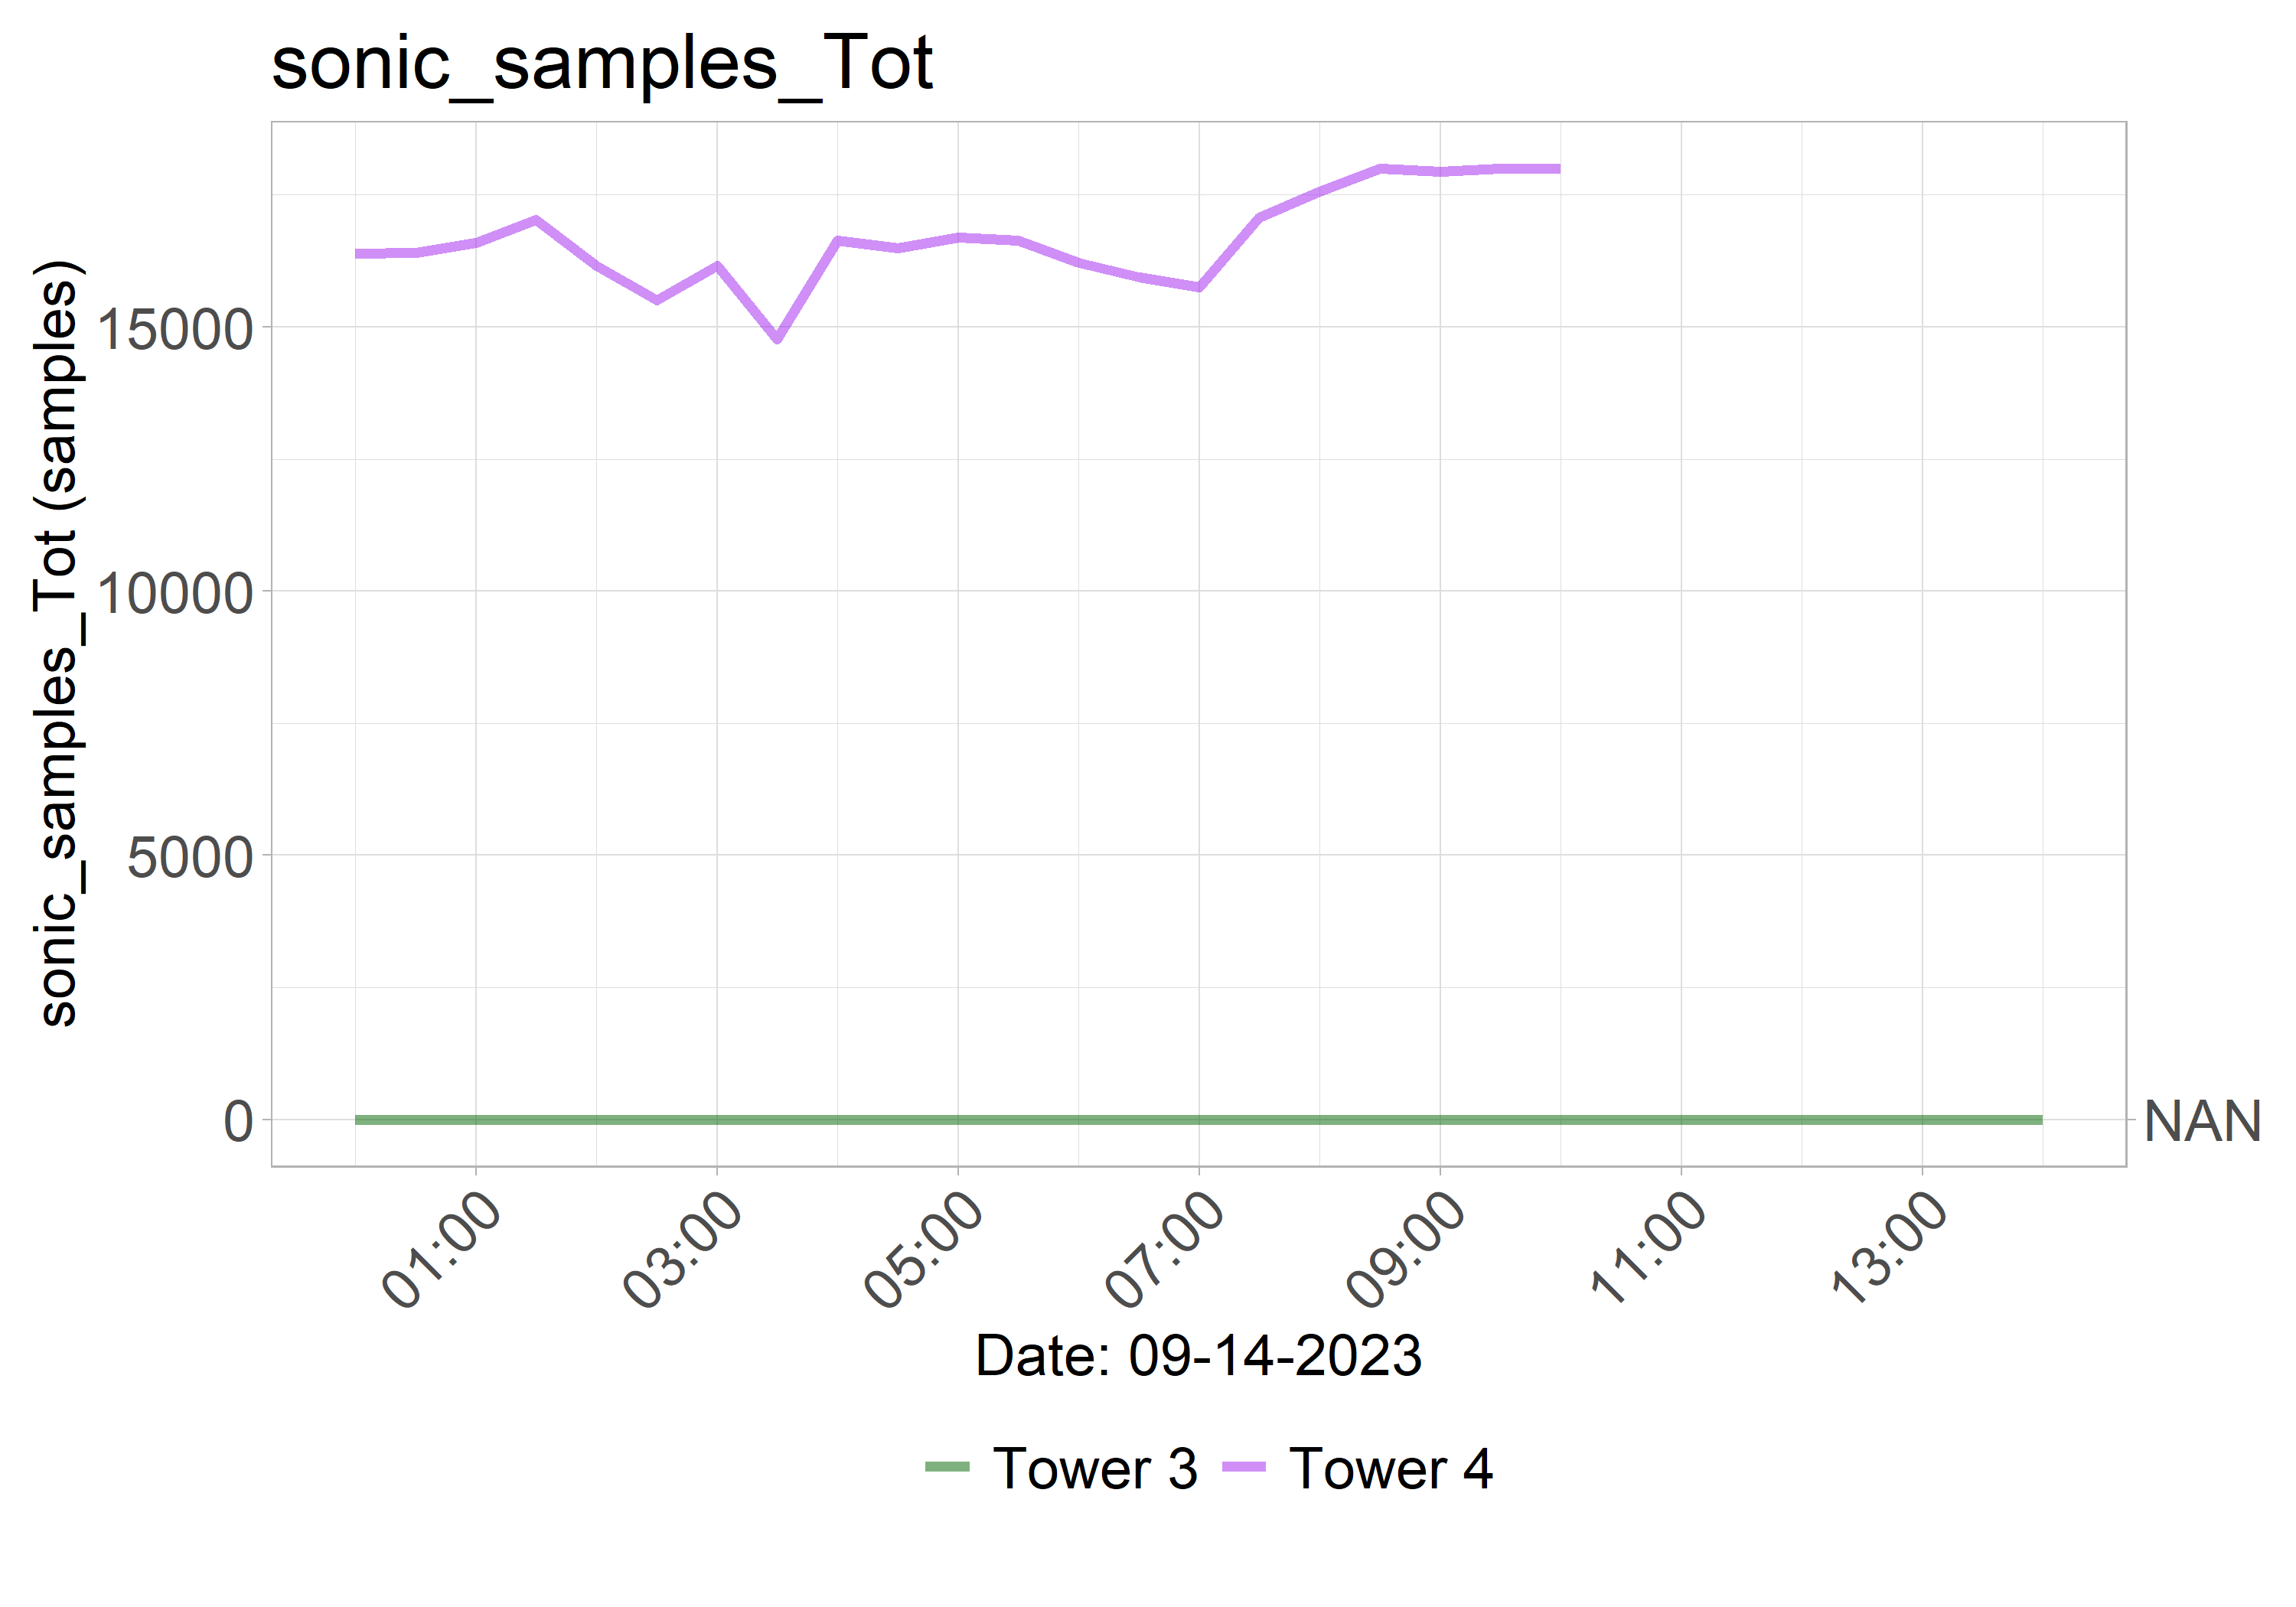 sonic_samples_Tot
sonic_samples_Tot (samples)
15000
10000
5000
0
NAN
01:00
03:00
05:00
07:00
09:00
11:00
13:00
Date: 09-14-2023
Tower 3
Tower 4